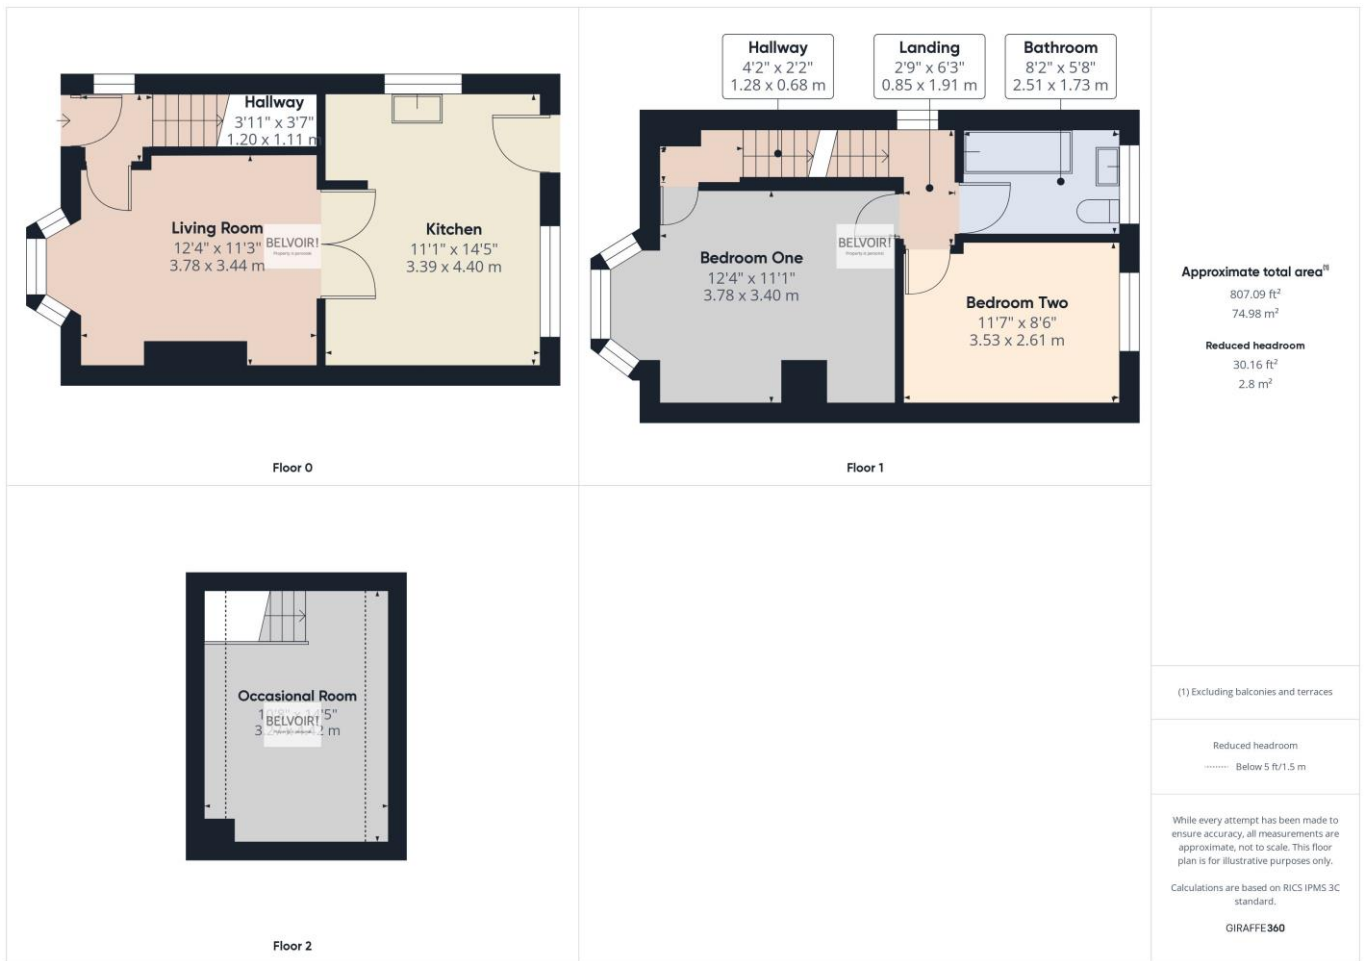 Hallway
3'11" x 3'7"
1.20 x 1.11 m
Living Room
12'4" x 11'3"
3.78 x 3.44 m
BELVOIR!
Kitchen
11'1" x 14'5"
3.39 x 4.40 m
Floor 0
Hallway
4'2" x 2'2"
1.28 x 0.68 m
Landing
2'9" x 6'3"
0.85 x 1.91 m
Bathroom
8'2" x 5'8"
2.51 x 1.73 m
Bedroom One
12'4" x 11'1"
3.78 x 3.40 m
BELVOIR!
Bedroom Two
11'7" x 8'6"
3.53 x 2.61 m
Floor 1
Occasional Room
BELVOIR!
Floor 2
Approximate total area(1)
807.09 ft²
74.98 m²
Reduced headroom
30.16 ft²
2.8 m²
(1) Excluding balconies and terraces
Reduced headroom
Below 5 ft/1.5 m
While every attempt has been made to
ensure accuracy, all measurements are
approximate, not to scale. This floor
plan is for illustrative purposes only.
Calculations are based on RICS IPMS 3C
standard.
GIRAFFE360